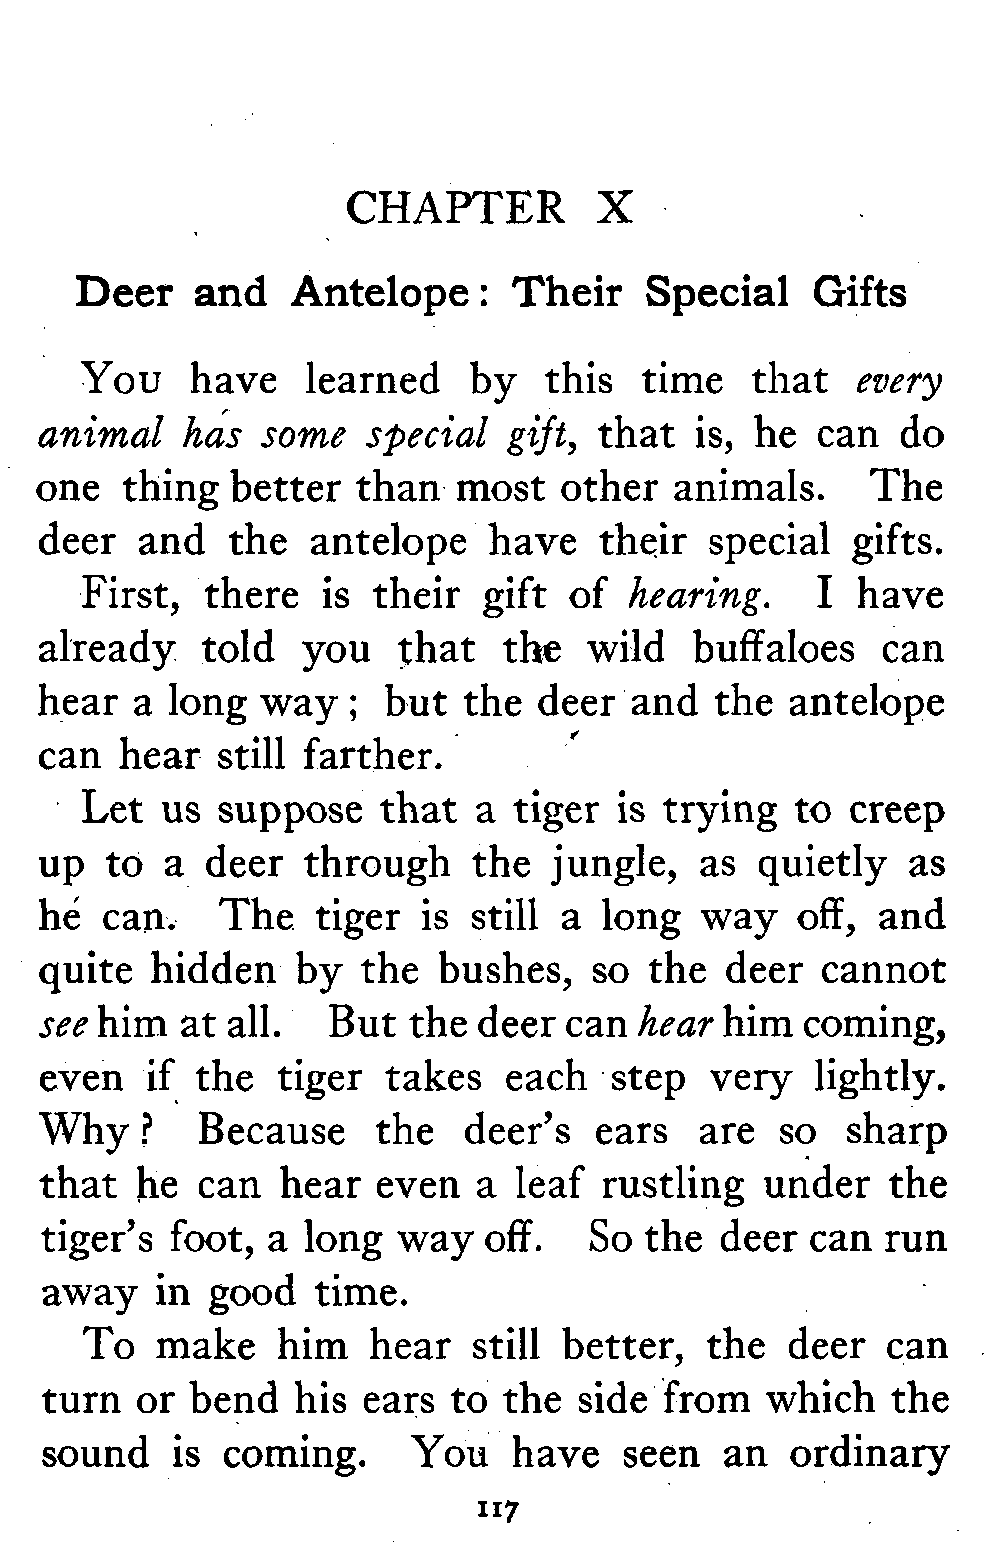 CHAPTER X
Deer and Antelope: Their Special Gifts
You have learned by this time that every
animal has some special gift, that is, he can do
one thing better than most other animals. The
deer and the antelope have their special gifts.
First, there is their gift of hearing. I have
already told you that the wild buffaloes can
hear a long way; but the deer and the antelope
can hear still farther.
Let us suppose that a tiger is trying to creep
up to a deer through the jungle, as quietly as
he can. The tiger is still a long way off, and
quite hidden by the bushes, so the deer cannot
see him at all. But the deer can hear him coming,
even if the tiger takes each step very lightly.
Why? Because the deer's ears are so sharp
that he can hear even a leaf rustling under the
tiger's foot, a long way off. So the deer can run
away in good time.
To make him hear still better, the deer can
turn or bend his ears to the side from which the
sound is coming. You have seen an ordinary
117